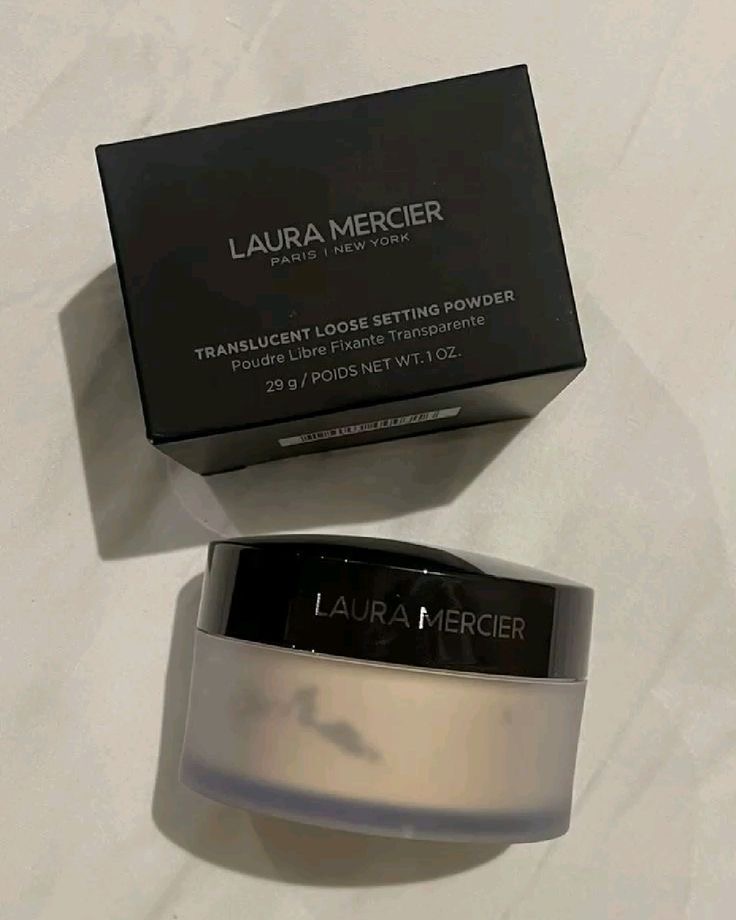 LAURA MERCIER
PARIS | NEW YORK
TRANSLUCENT LOOSE SETTING POWDER
Poudre Libre Fixante Transparente
29 g / POIDS NET WT. 1 OZ.
LAURA MERCIER